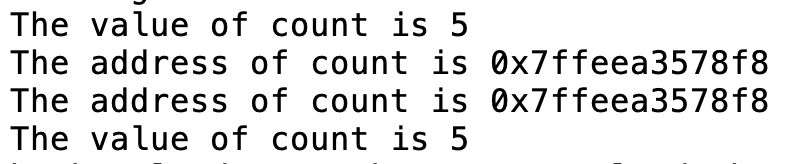 The value of count is 5
The address of count is 0x7ffeea3578f8
The address of count is 0x7ffeea3578f8
The value of count is 5